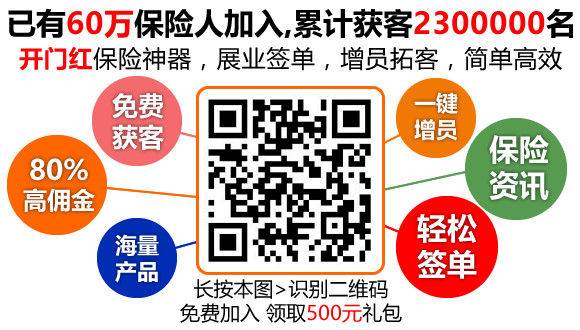 已有60万保险人加入,累计获客2300000名
开门红保险神器，展业签单，增员拓客，简单高效
免费
获客
一键
增员
80%
高佣金
保险
资讯
海量
产品
轻松
签单
长按本图>识别二维码
免费加入 领取500元礼包